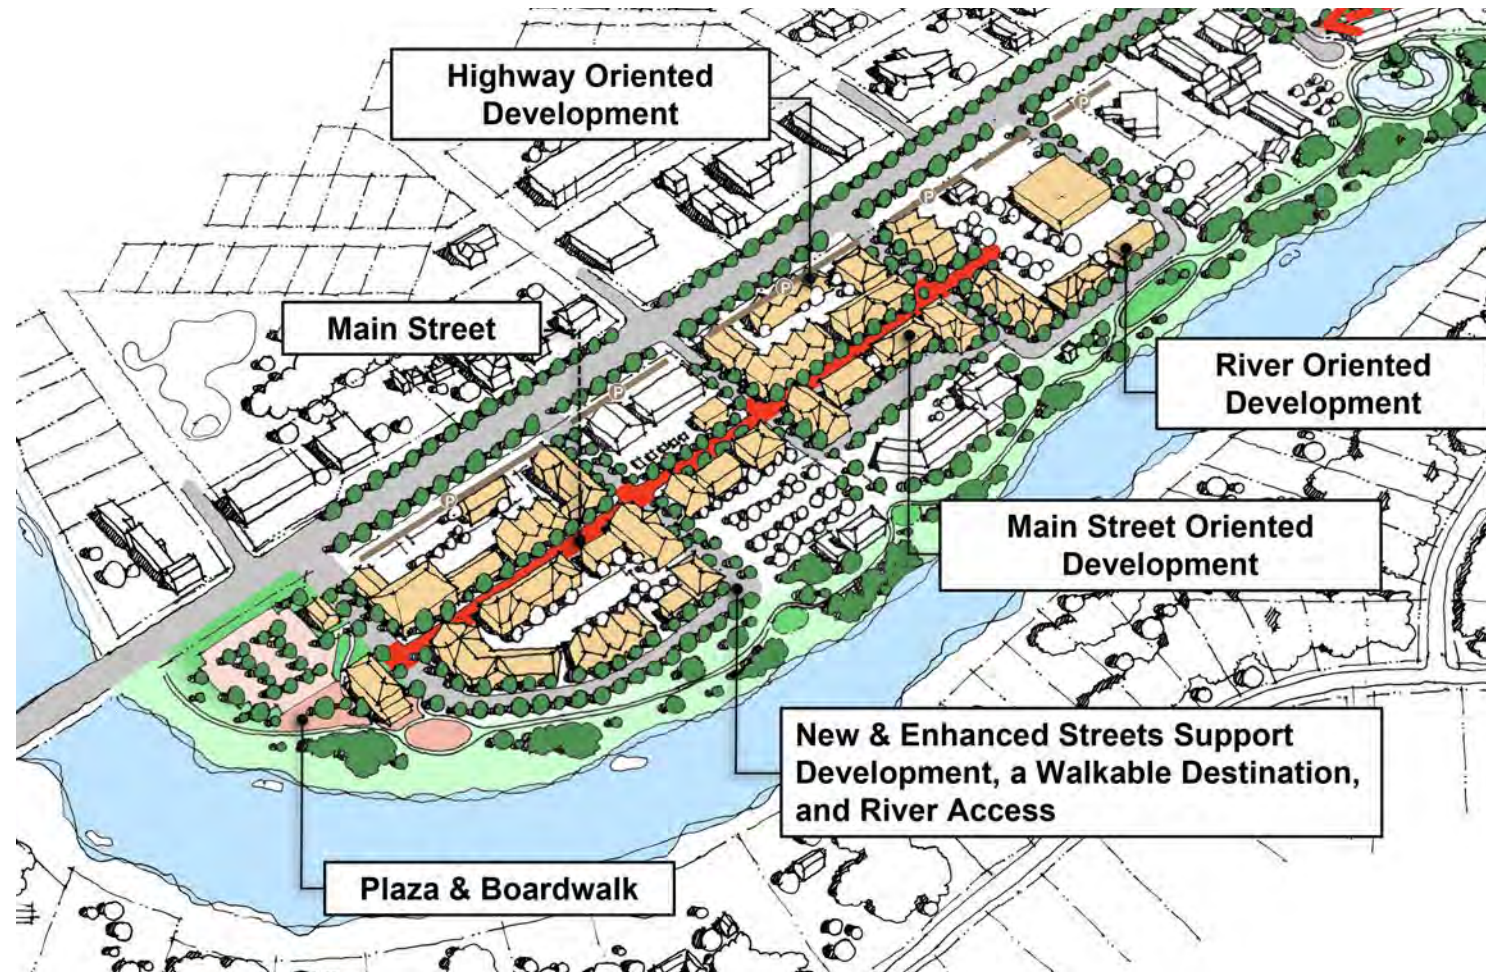 Highway Oriented
Development
P
P
P
Main Street
P
P
River Oriented
Development
Main Street Oriented
Development
New & Enhanced Streets Support
Development, a Walkable Destination,
and River Access
Plaza & Boardwalk